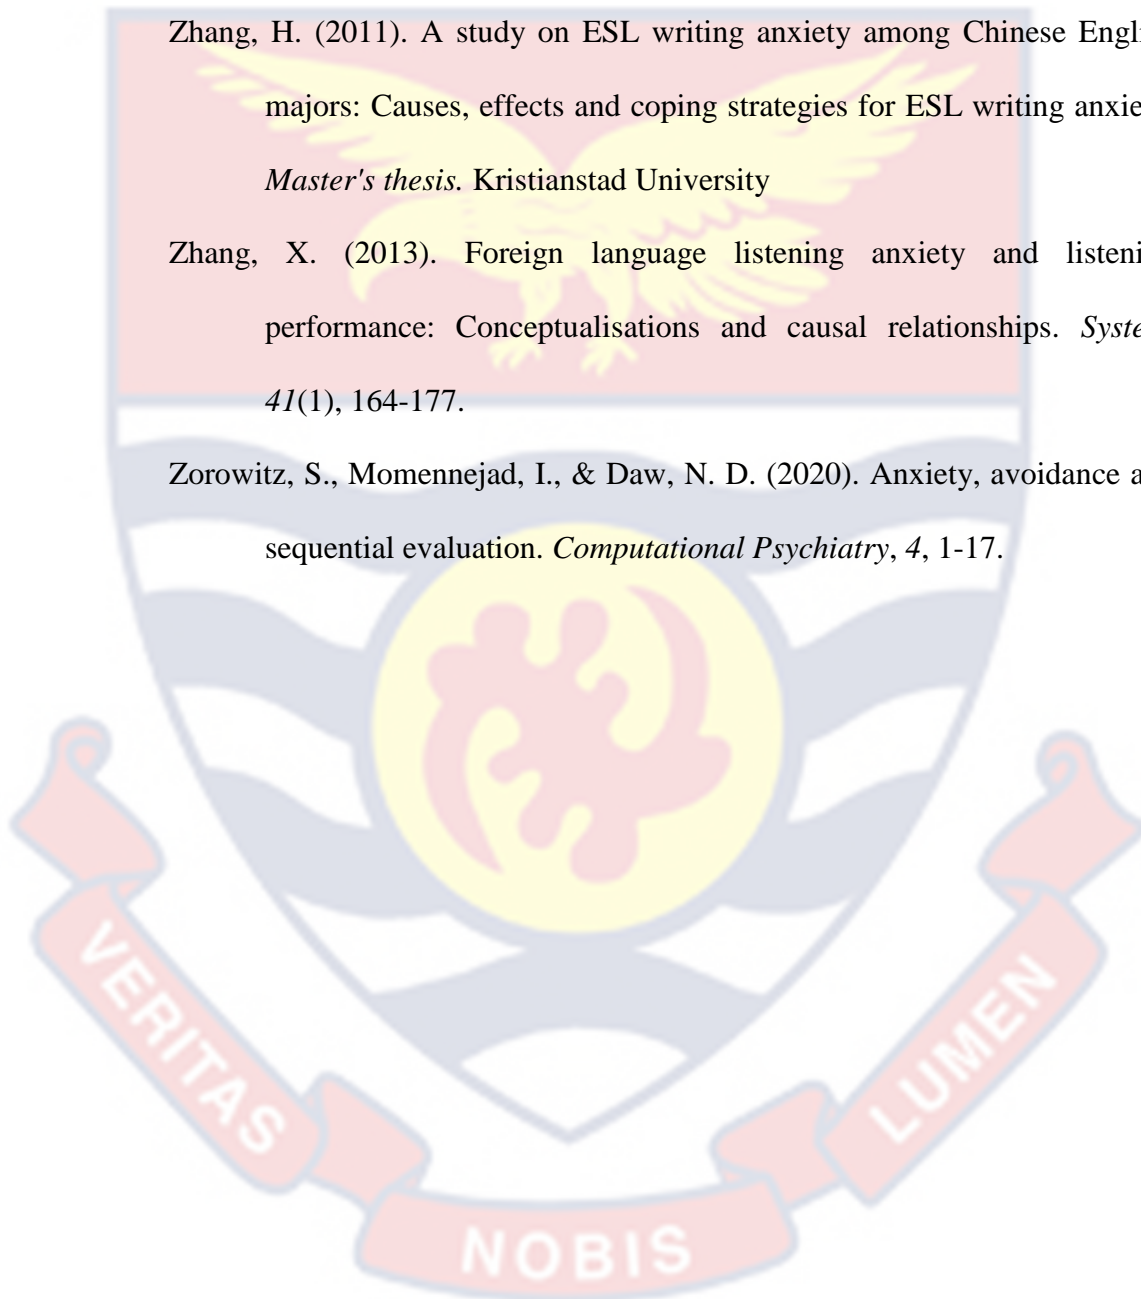 Zhang, H. (2011). A study on ESL writing anxiety among Chinese Engli
majors: Causes, effects and coping strategies for ESL writing anxie
Master's thesis. Kristianstad University
Zhang, X. (2013). Foreign language listening anxiety and listeni
performance: Conceptualisations and causal relationships. Syste
41(1), 164-177.
Zorowitz, S., Momennejad, I., & Daw, N. D. (2020). Anxiety, avoidance a
sequential evaluation. Computational Psychiatry, 4, 1-17.
VERITAS
NOBIS
LUMEN